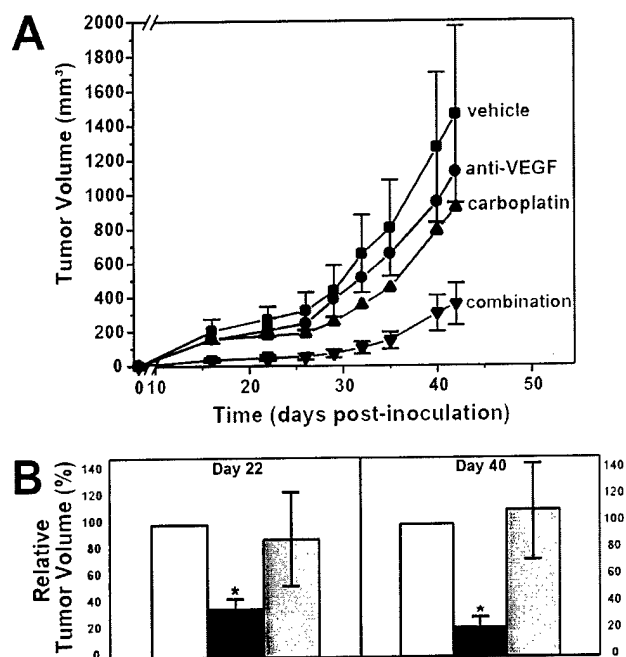 A
Tumor Volume (mm³)
2000
1800
1600
1400
1200
1000
800
600
400
200
0
vehicle
anti-VEGF
carboplatin
combination
0 10 20 30 40 50
Time (days post-inoculation)
B
Relative
Tumor Volume (%)
Day 22
Day 40
140
120
100
80
60
40
20
0
*
*
140
120
100
80
60
40
20
0